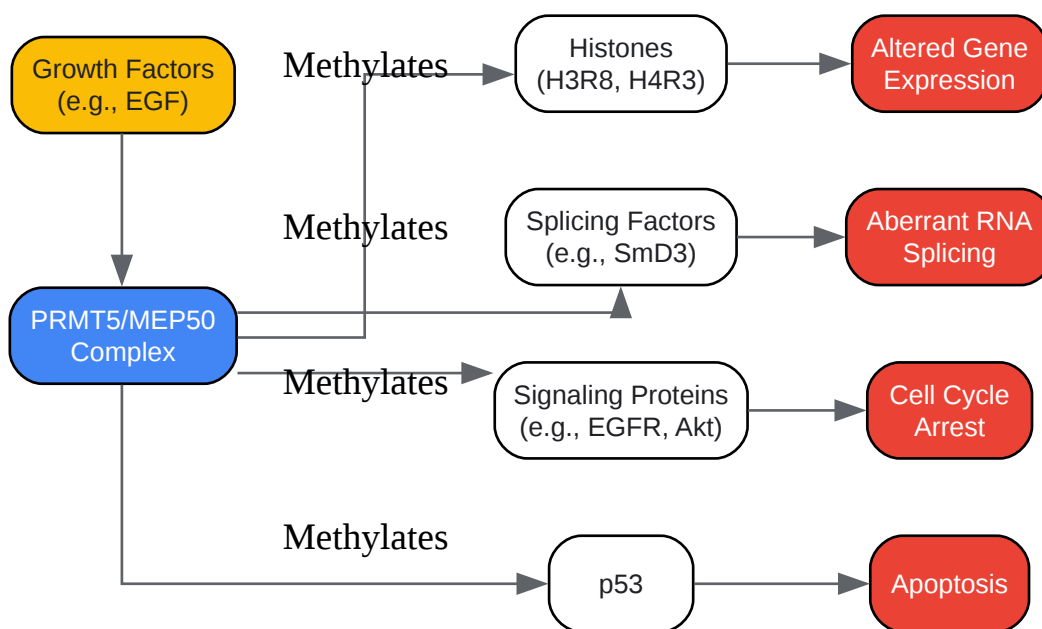 Growth Factors
(e.g., EGF)
Methylates
Histones
(H3R8, H4R3)
Altered Gene
Expression
Methylates
Splicing Factors
(e.g., SmD3)
Aberrant RNA
Splicing
PRMT5/MEP50
Complex
Methylates
Signaling Proteins
(e.g., EGFR, Akt)
Cell Cycle
Arrest
Methylates
p53
Apoptosis